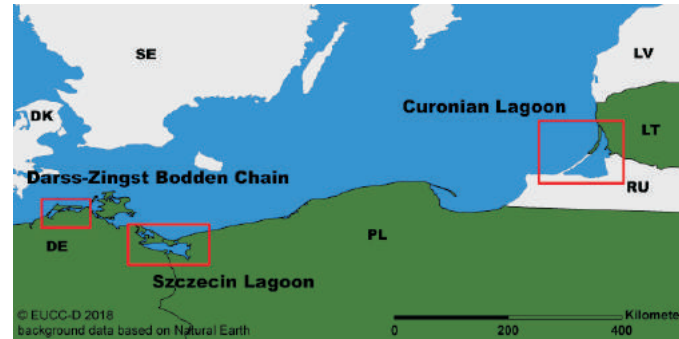 SE
LV
Curonian Lagoon
DK
LT
Darss-Zingst Bodden Chain
RU
DE
PL
Szczecin Lagoon
© EUCC-D 2018
background data based on Natural Earth
Kilomete
0 200 400